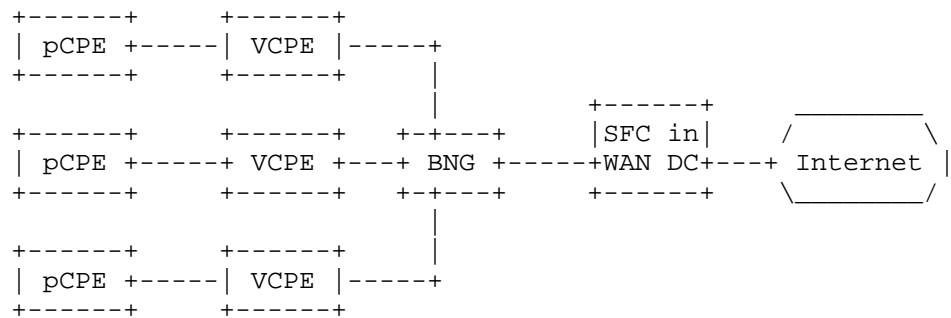 pCPE VCPE
SFC in
pCPE VCPE BNG WAN DC Internet
pCPE VCPE